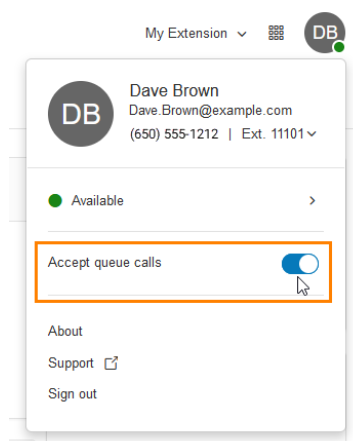 My Extension
DB
DB
Dave Brown
Dave.Brown@example.com
(650) 555-1212 | Ext. 11101
Available
Accept queue calls
About
Support
Sign out